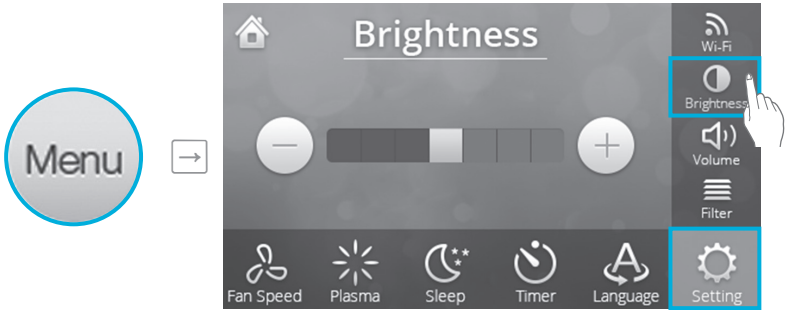 Menu
Brightness
Wi-Fi
Brightness
Volume
Filter
Fan Speed
Plasma
Sleep
Timer
Language
Setting